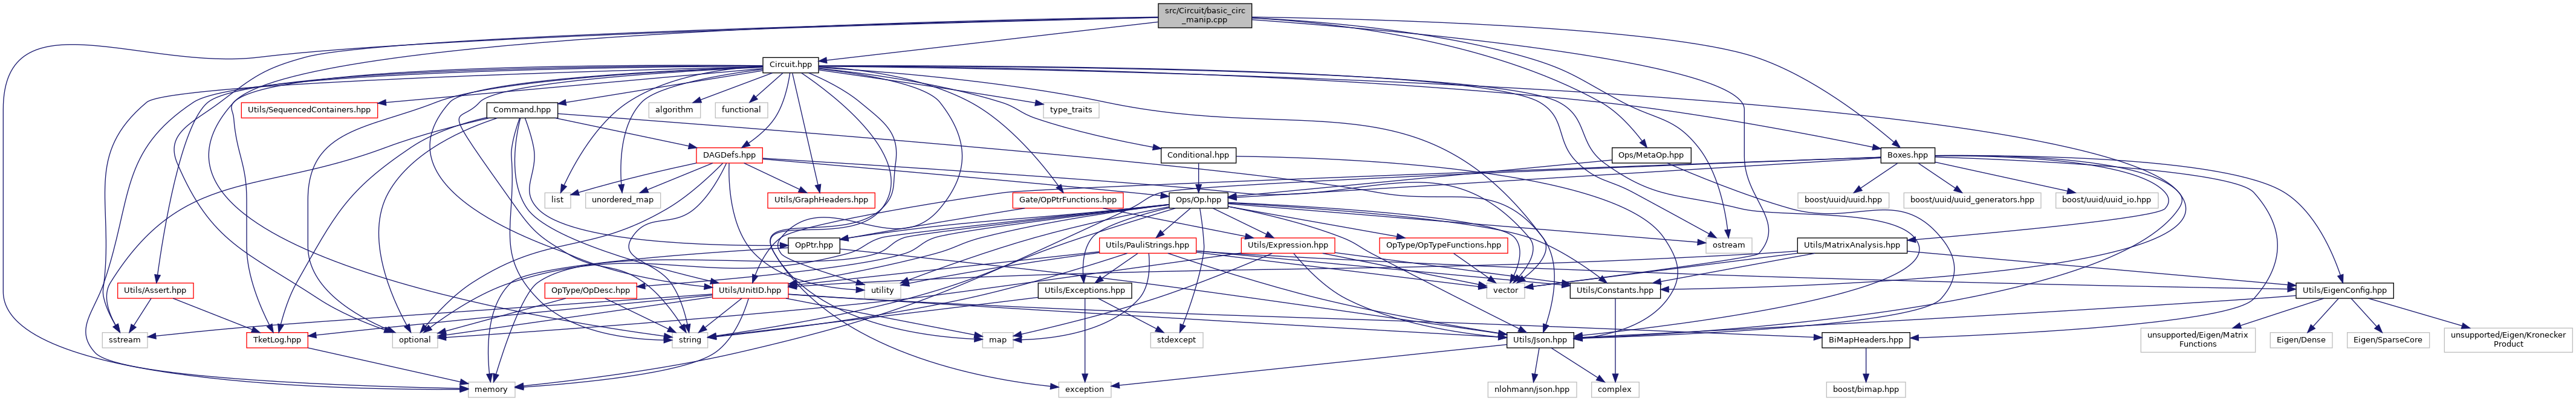 src/Circuit/basic_circ
_manip.cpp
Circuit.hpp
Utils/SequencedContainers.hpp
Command.hpp
algorithm
functional
type_traits
DAGDefs.hpp
Conditional.hpp
Ops/MetaOp.hpp
Boxes.hpp
list
unordered_map
Utils/GraphHeaders.hpp
Gate/OpPtrFunctions.hpp
Ops/Op.hpp
boost/uuid/uuid.hpp
boost/uuid/uuid_generators.hpp
boost/uuid/uuid_io.hpp
OpPtr.hpp
Utils/PauliStrings.hpp
Utils/Expression.hpp
OpType/OpTypeFunctions.hpp
ostream
Utils/MatrixAnalysis.hpp
Utils/Assert.hpp
OpType/OpDesc.hpp
Utils/UnitID.hpp
utility
Utils/Exceptions.hpp
vector
Utils/Constants.hpp
Utils/EigenConfig.hpp
sstream
TketLog.hpp
optional
string
map
stdexcept
Utils/Json.hpp
BiMapHeaders.hpp
unsupported/Eigen/Matrix
Functions
Eigen/Dense
Eigen/SparseCore
unsupported/Eigen/Kronecker
Product
memory
exception
nlohmann/json.hpp
complex
boost/bimap.hpp